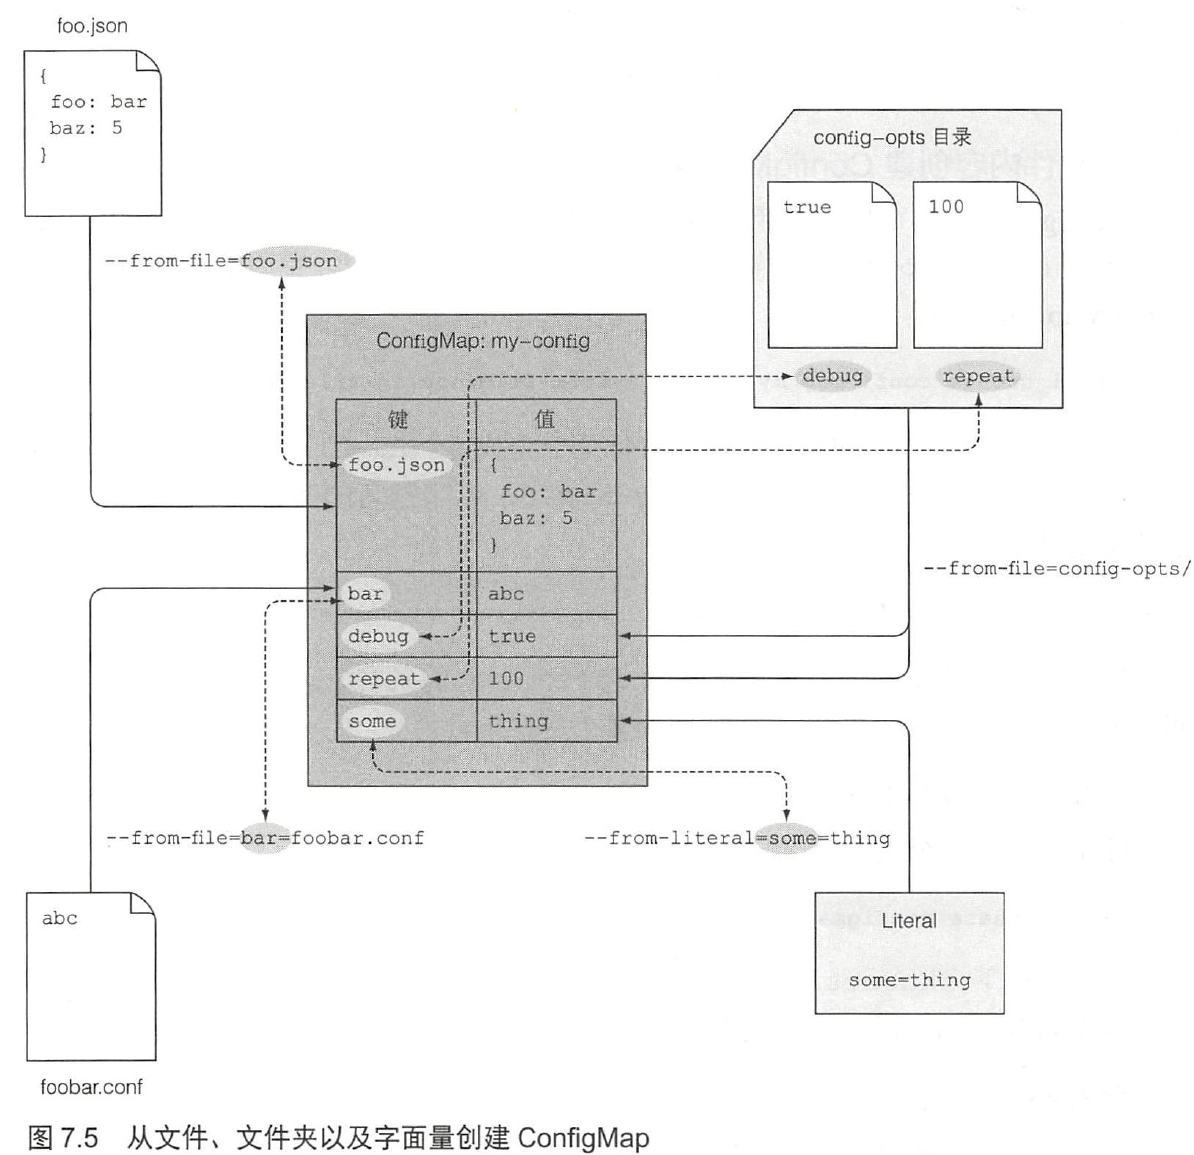 foo.json
{
foo: bar
baz: 5
}
--from-file=foo.json
config-opts 目录
true
100
debug
repeat
ConfigMap: my-config
键
值
foo.json
{
foo: bar
baz: 5
}
bar
abc
debug
true
repeat
100
some
thing
--from-file=config-opts/
--from-file=bar=foobar.conf
--from-literal=some=thing
abc
foobar.conf
Literal
some=thing
图 7.5 从文件、文件夹以及字面量创建 ConfigMap